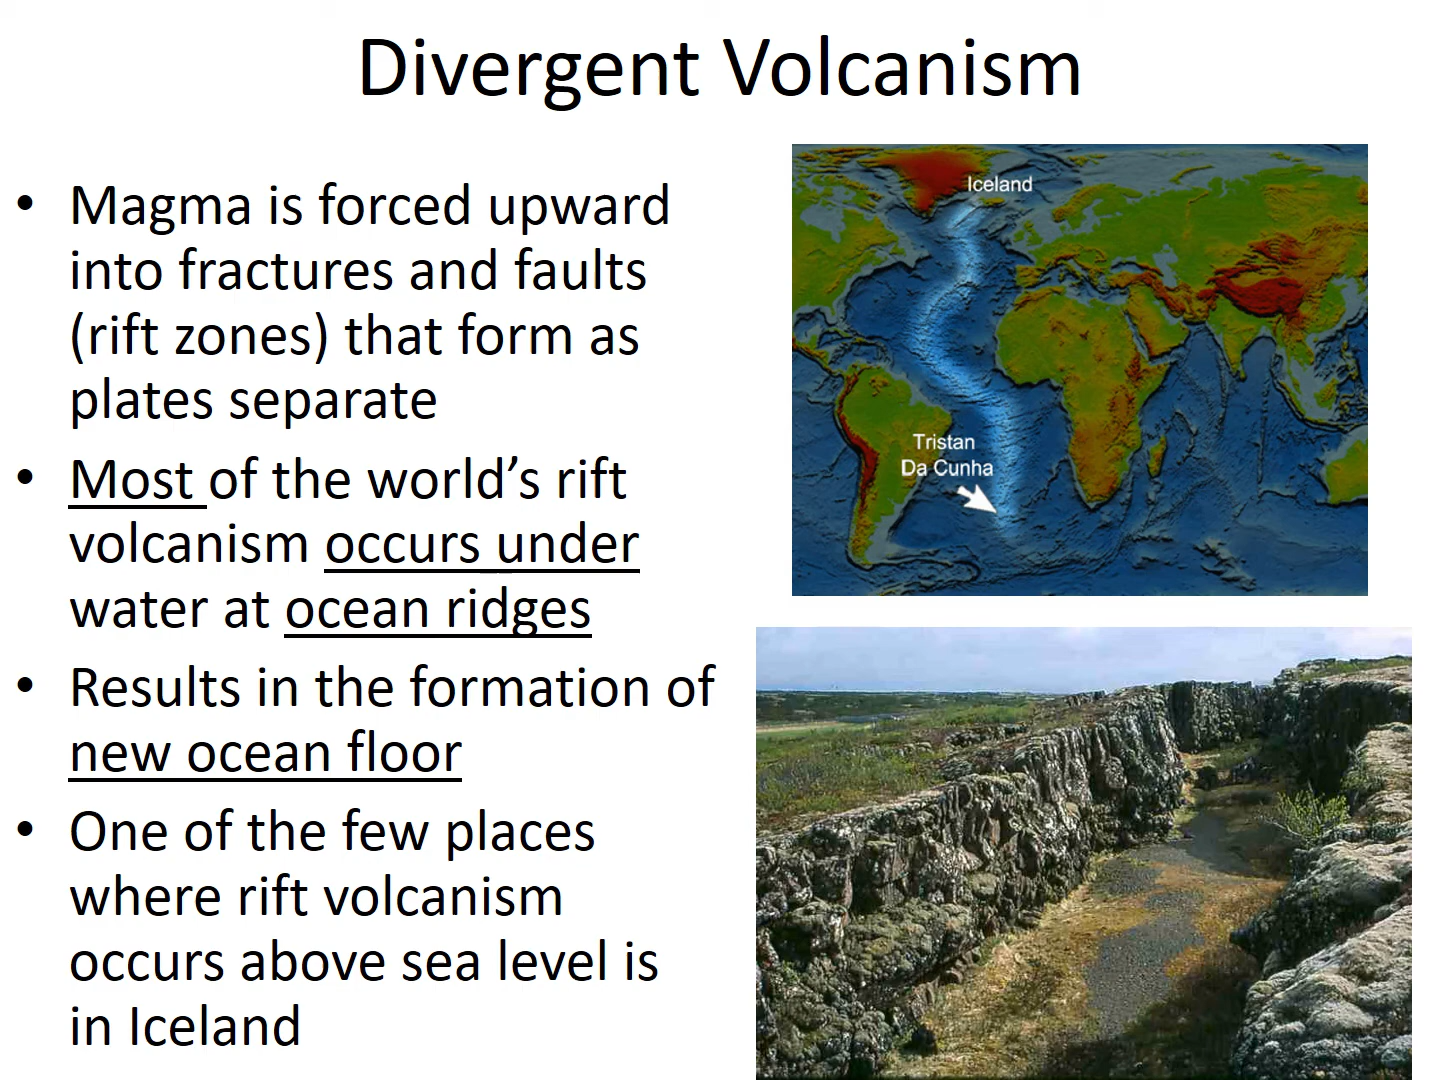 Divergent Volcanism
• Magma is forced upward
into fractures and faults
(rift zones) that form as
plates separate
• Most of the world’s rift
volcanism occurs under
water at ocean ridges
• Results in the formation of
new ocean floor
• One of the few places
where rift volcanism
occurs above sea level is
in Iceland
Iceland
Tristan
Da Cunha